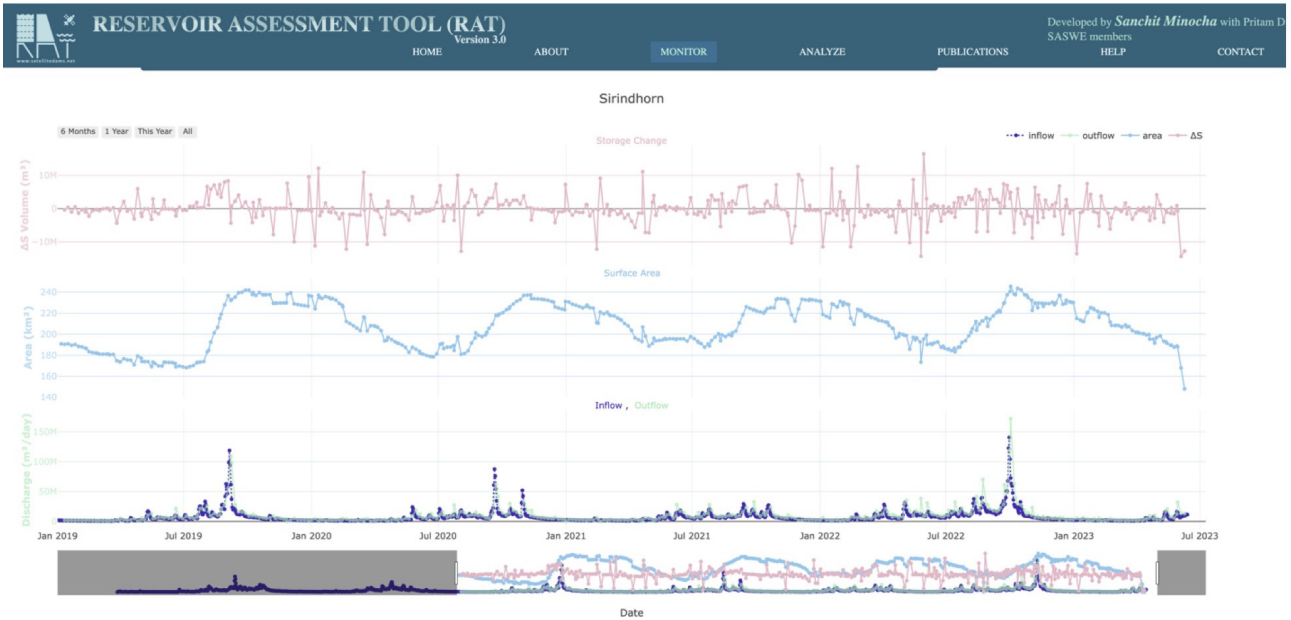 RESERVOIR ASSESSMENT TOOL (RAT)
Version 3.0
Developed by Sanchit Minocha with Pritam D
SASWE members
RAT
www.satellitedams.net
HOME ABOUT MONITOR ANALYZE PUBLICATIONS HELP CONTACT
Sirindhorn
6 Months 1 Year This Year All
inflow outflow area ΔS
Storage Change
ΔS Volume (m³)
10M
0
−10M
Surface Area
Area (km²)
240
220
200
180
160
140
Inflow , Outflow
Discharge (m³/day)
150M
100M
50M
0
Jan 2019 Jul 2019 Jan 2020 Jul 2020 Jan 2021 Jul 2021 Jan 2022 Jul 2022 Jan 2023 Jul 2023
Date